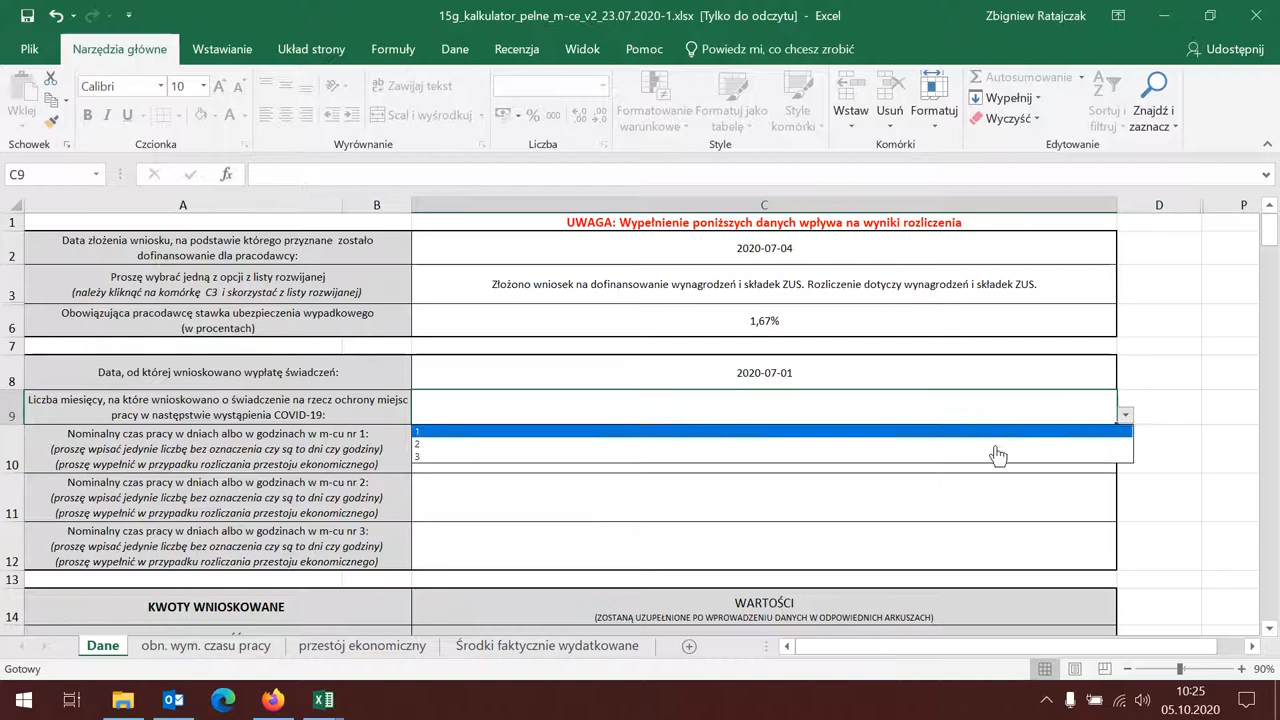 15g_kalkulator_pelne_m-ce_v2_23.07.2020-1.xlsx [Tylko do odczytu] - Excel
Zbigniew Ratajczak
Plik Narzędzia główne Wstawianie Układ strony Formuły Dane Recenzja Widok Pomoc Powiedz mi, co chcesz zrobić Udostępnij
Wklej
Schowek
Calibri 10
B I U
Czcionka
Zawijaj tekst
Scal i wyśrodkuj
Wyrównanie
Liczba
Formatowanie warunkowe
Formatuj jako tabelę
Style komórki
Style
Wstaw Usuń Formatuj
Komórki
Autosumowanie
Wypełnij
Wyczyść
Sortuj i filtruj
Znajdź i zaznacz
Edytowanie
C9
fx
A B C D P
1
UWAGA: Wypełnienie poniższych danych wpływa na wyniki rozliczenia
2
Data złożenia wniosku, na podstawie którego przyznane zostało
dofinansowanie dla pracodawcy:
2020-07-04
3
Proszę wybrać jedną z opcji z listy rozwijanej
(należy kliknąć na komórkę C3 i skorzystać z listy rozwijanej)
Złożono wniosek na dofinansowanie wynagrodzeń i składek ZUS. Rozliczenie dotyczy wynagrodzeń i składek ZUS.
6
Obowiązująca pracodawcę stawka ubezpieczenia wypadkowego
(w procentach)
1,67%
7
8
Data, od której wnioskowano wypłatę świadczeń:
2020-07-01
9
Liczba miesięcy, na które wnioskowano o świadczenie na rzecz ochrony miejsc
pracy w następstwie wystąpienia COVID-19:
1
2
3
10
Nominalny czas pracy w dniach albo w godzinach w m-cu nr 1:
(proszę wpisać jedynie liczbę bez oznaczenia czy są to dni czy godziny)
(proszę wypełnić w przypadku rozliczania przestoju ekonomicznego)
11
Nominalny czas pracy w dniach albo w godzinach w m-cu nr 2:
(proszę wpisać jedynie liczbę bez oznaczenia czy są to dni czy godziny)
(proszę wypełnić w przypadku rozliczania przestoju ekonomicznego)
12
Nominalny czas pracy w dniach albo w godzinach w m-cu nr 3:
(proszę wpisać jedynie liczbę bez oznaczenia czy są to dni czy godziny)
(proszę wypełnić w przypadku rozliczania przestoju ekonomicznego)
13
14
KWOTY WNIOSKOWANE
WARTOŚCI
(ZOSTANĄ UZUPEŁNIONE PO WPROWADZENIU DANYCH W ODPOWIEDNICH ARKUSZACH)
Dane obn. wym. czasu pracy przestój ekonomiczny Środki faktycznie wydatkowane
Gotowy
90%
10:25
05.10.2020